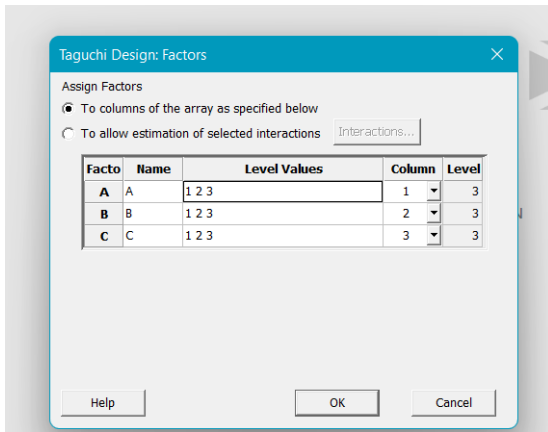 Taguchi Design: Factors
Assign Factors
To columns of the array as specified below
To allow estimation of selected interactions Interactions...
Facto Name Level Values Column Level
A A 1 2 3 1 3
B B 1 2 3 2 3
C C 1 2 3 3 3
Help OK Cancel